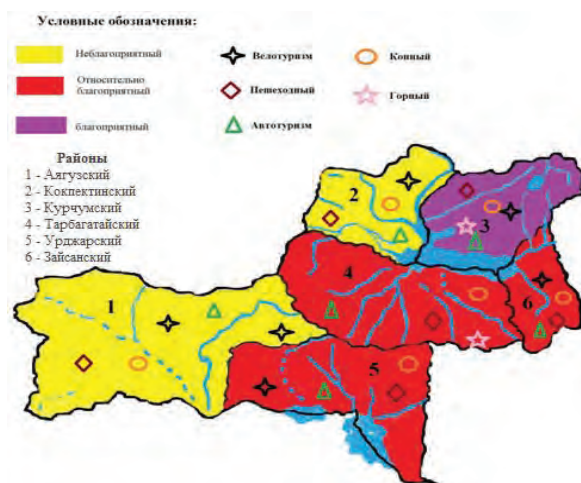 Условные обозначения:
Неблагоприятный
Относительно
благоприятный
благоприятный
Велотуризм
Пешеходный
Автотуризм
Конный
Горный
Районы
1 - Аягузский
2 - Кокпектинский
3 - Курчумский
4 - Тарбагатайский
5 - Урджарский
6 - Зайсанский
2
3
4
1
6
5